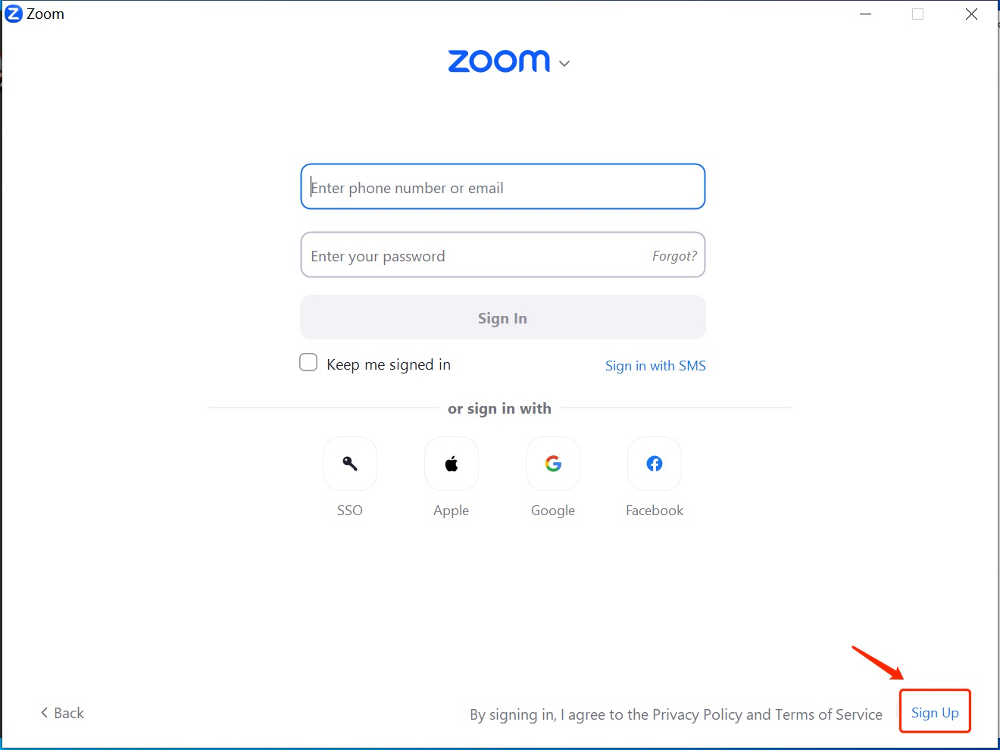 Zoom
zoom
Enter phone number or email
Enter your password Forgot?
Sign In
Keep me signed in Sign in with SMS
or sign in with
SSO Apple Google Facebook
Back By signing in, I agree to the Privacy Policy and Terms of Service Sign Up